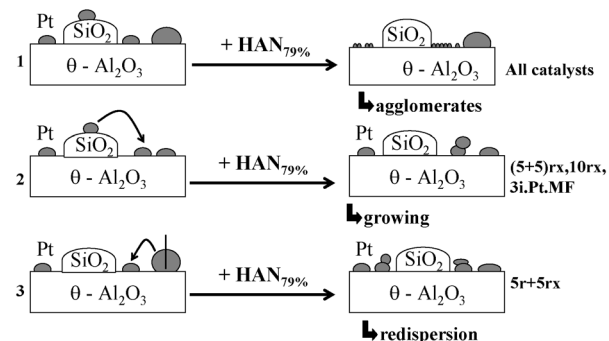 Pt
SiO2
+ HAN79%
SiO2
1
θ - Al2O3
θ - Al2O3
All catalysts
agglomerates
Pt
SiO2
+ HAN79%
Pt
SiO2
2
θ - Al2O3
θ - Al2O3
(5+5)rx,10rx,
3i.Pt.MF
growing
Pt
SiO2
+ HAN79%
Pt
SiO2
3
θ - Al2O3
θ - Al2O3
5r+5rx
redispersion